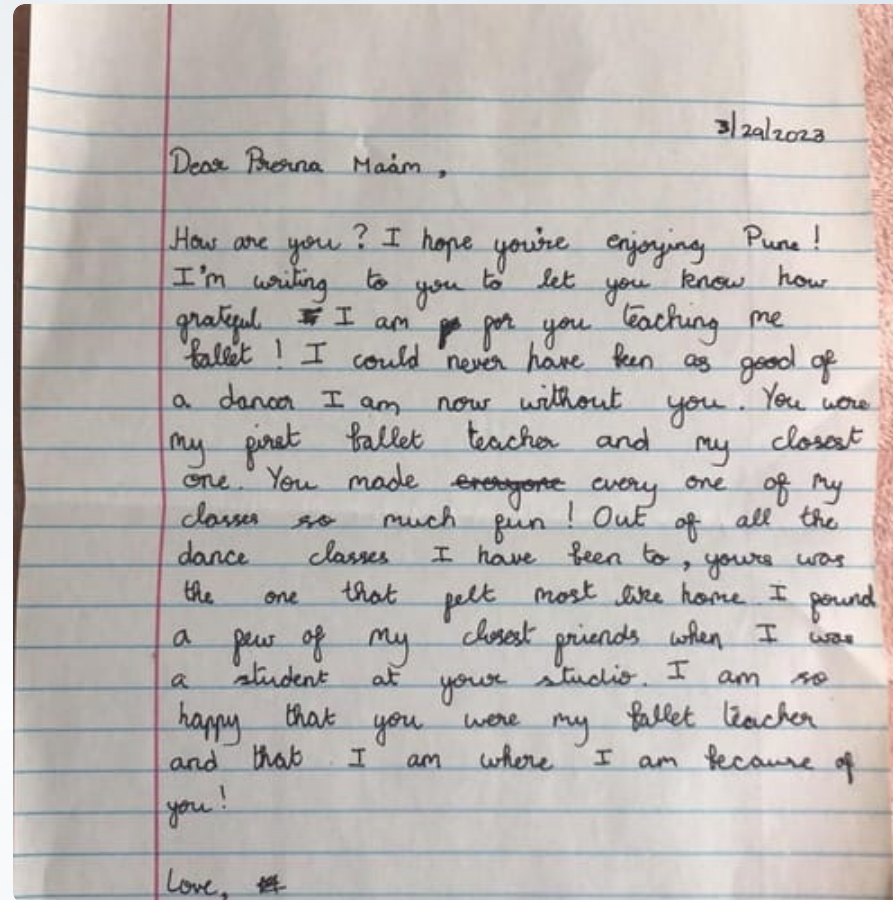 3/29/2023
Dear Prerna Maám,
How are you? I hope you're enjoying Pune!
I'm writing to you to let you know how
grateful I am for you teaching me
ballet! I could never have been as good of
a dancer I am now without you. You were
my first ballet teacher and my closest
one. You made everyone every one of my
classes so much fun! Out of all the
dance classes I have been to, yours was
the one that felt most like home. I found
a few of my closest friends when I was
a student at your studio. I am so
happy that you were my ballet teacher
and that I am where I am because of
you!
Love,